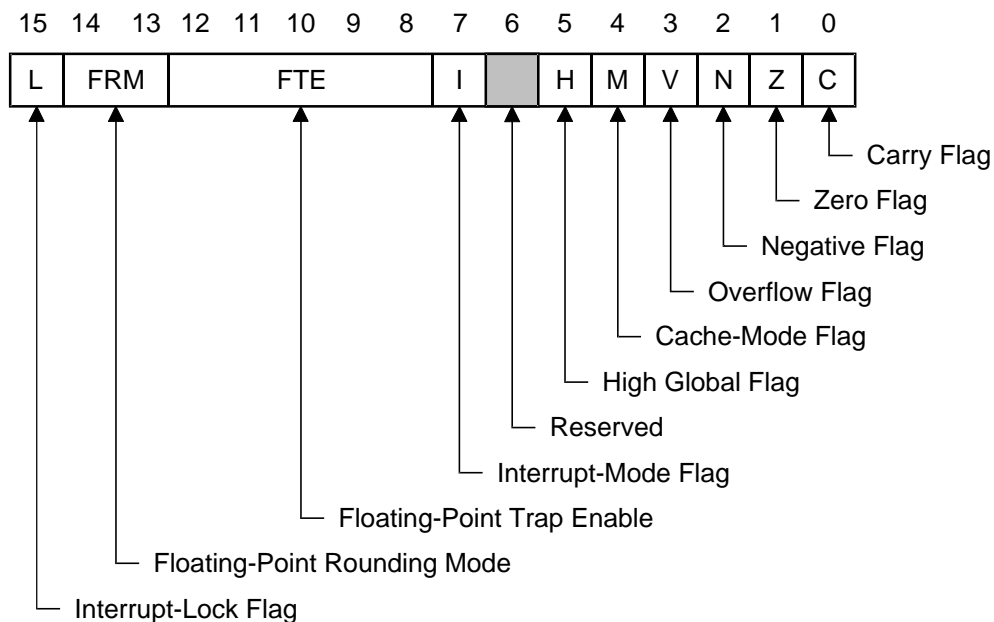 15 14 13 12 11 10 9 8 7 6 5 4 3 2 1 0
L FRM FTE I H M V N Z C
Carry Flag
Zero Flag
Negative Flag
Overflow Flag
Cache-Mode Flag
High Global Flag
Reserved
Interrupt-Mode Flag
Floating-Point Trap Enable
Floating-Point Rounding Mode
Interrupt-Lock Flag